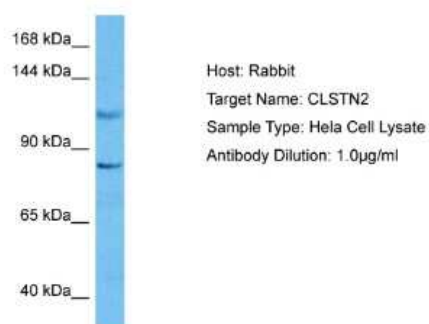 168 kDa
144 kDa
90 kDa
65 kDa
40 kDa
Host: Rabbit
Target Name: CLSTN2
Sample Type: Hela Cell Lysate
Antibody Dilution: 1.0µg/ml